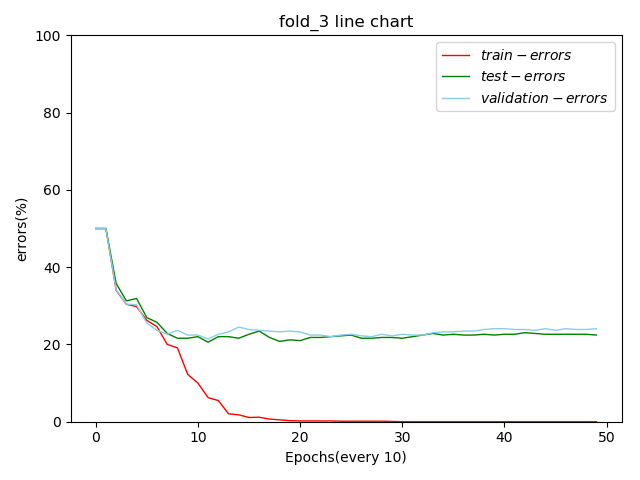 fold_3 line chart
100
80
60
40
20
0
errors(%)
train − errors
test − errors
validation − errors
0 10 20 30 40 50
Epochs(every 10)